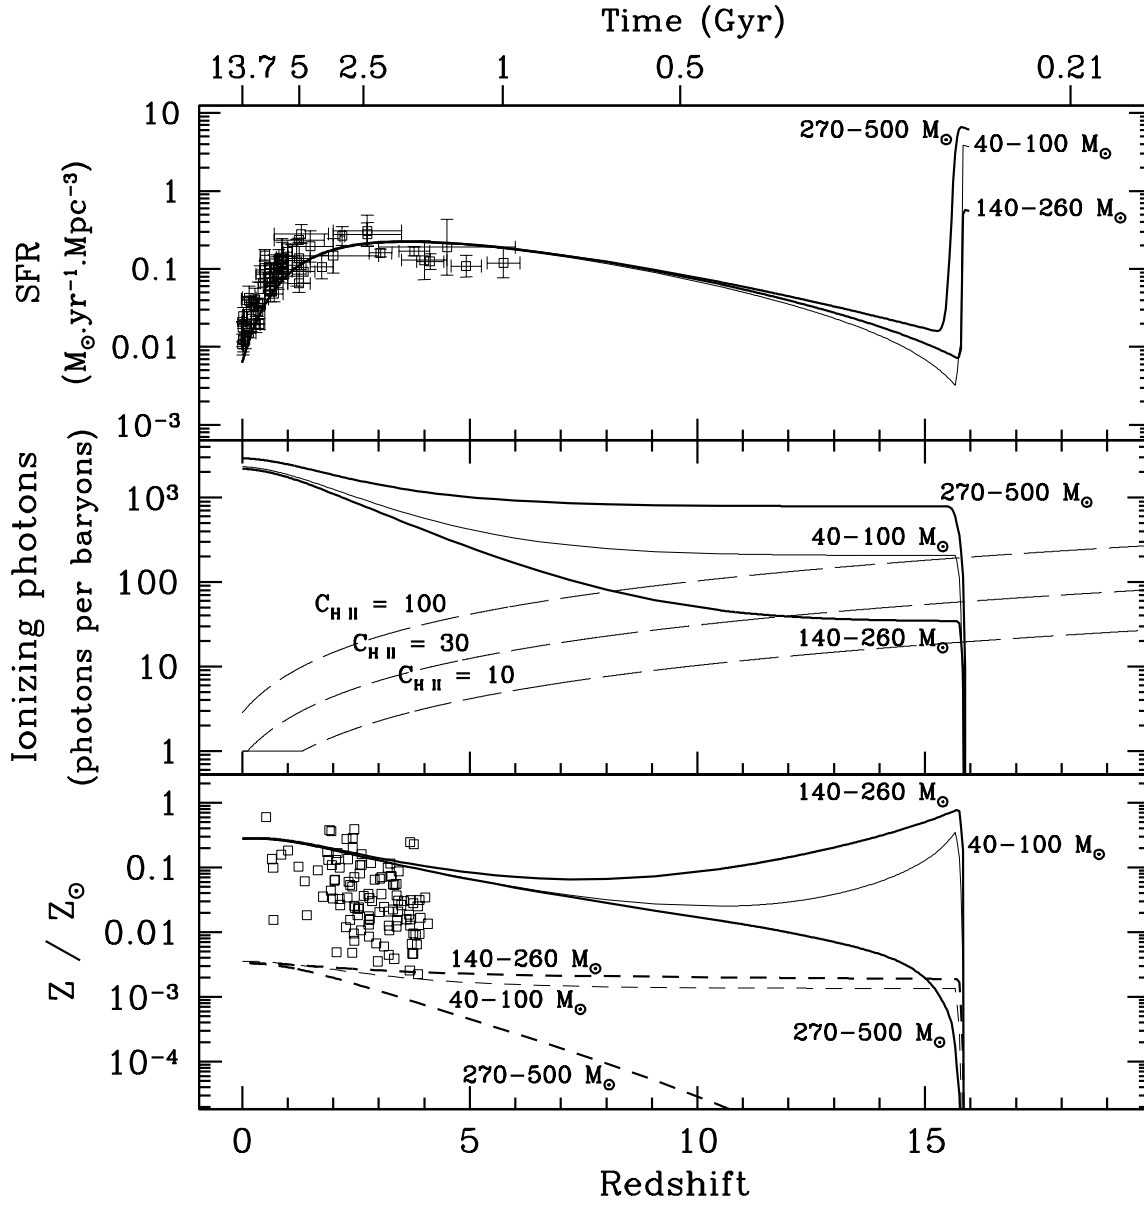 Time (Gyr)
13.7 5 2.5 1 0.5 0.21
10
1
0.1
0.01
10⁻³
SFR
(M⊙.yr⁻¹.Mpc⁻³)
270−500 M⊙
40−100 M⊙
140−260 M⊙
10³
100
10
1
Ionizing photons
(photons per baryons)
270−500 M⊙
40−100 M⊙
C_H II = 100
C_H II = 30
140−260 M⊙
C_H II = 10
1
0.1
0.01
10⁻³
10⁻⁴
Z / Z⊙
140−260 M⊙
40−100 M⊙
140−260 M⊙
40−100 M⊙
270−500 M⊙
270−500 M⊙
0 5 10 15
Redshift